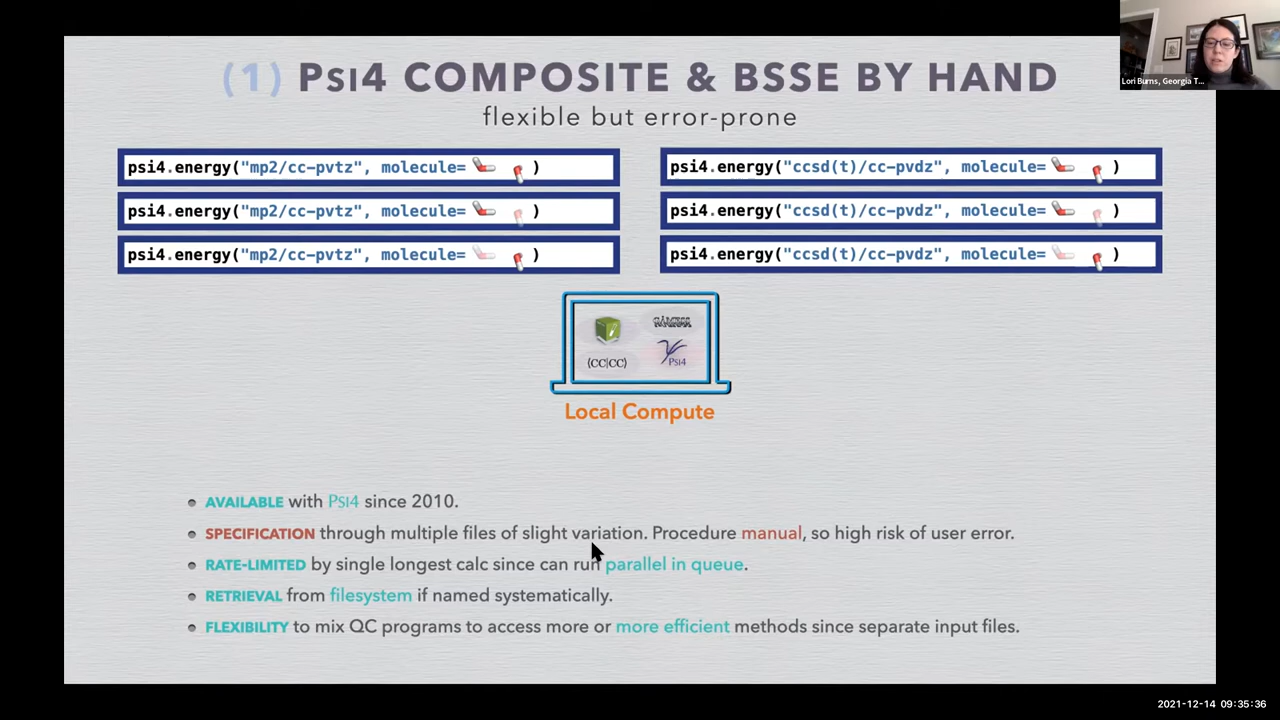 (1) PSI4 COMPOSITE & BSSE BY HAND
flexible but error-prone
psi4.energy("mp2/cc-pvtz", molecule= )
psi4.energy("mp2/cc-pvtz", molecule= )
psi4.energy("mp2/cc-pvtz", molecule= )
psi4.energy("ccsd(t)/cc-pvdz", molecule= )
psi4.energy("ccsd(t)/cc-pvdz", molecule= )
psi4.energy("ccsd(t)/cc-pvdz", molecule= )
GAMESS
(CC|CC)
PSI4
Local Compute
AVAILABLE with PSI4 since 2010.
SPECIFICATION through multiple files of slight variation. Procedure manual, so high risk of user error.
RATE-LIMITED by single longest calc since can run parallel in queue.
RETRIEVAL from filesystem if named systematically.
FLEXIBILITY to mix QC programs to access more or more efficient methods since separate input files.
Lori Burns, Georgia T...
2021-12-14 09:35:36